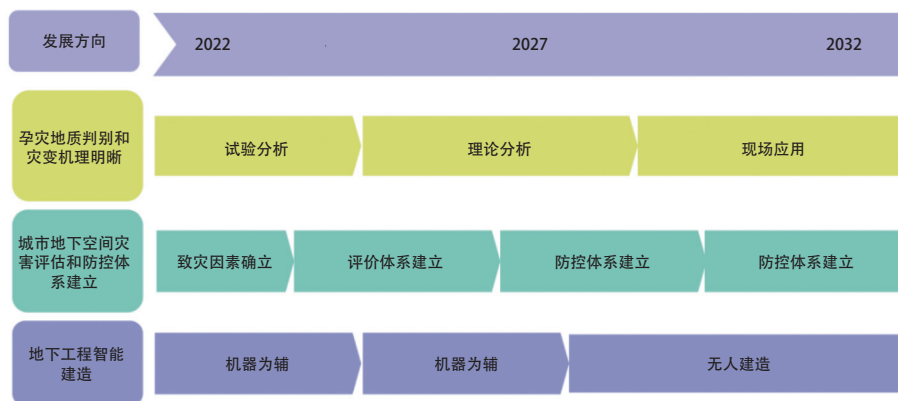 发展方向
2022
2027
2032
孕灾地质判别和
灾变机理明晰
试验分析
理论分析
现场应用
城市地下空间灾
害评估和防控体
系建立
致灾因素确立
评价体系建立
防控体系建立
防控体系建立
地下工程智能
建造
机器为辅
机器为辅
无人建造